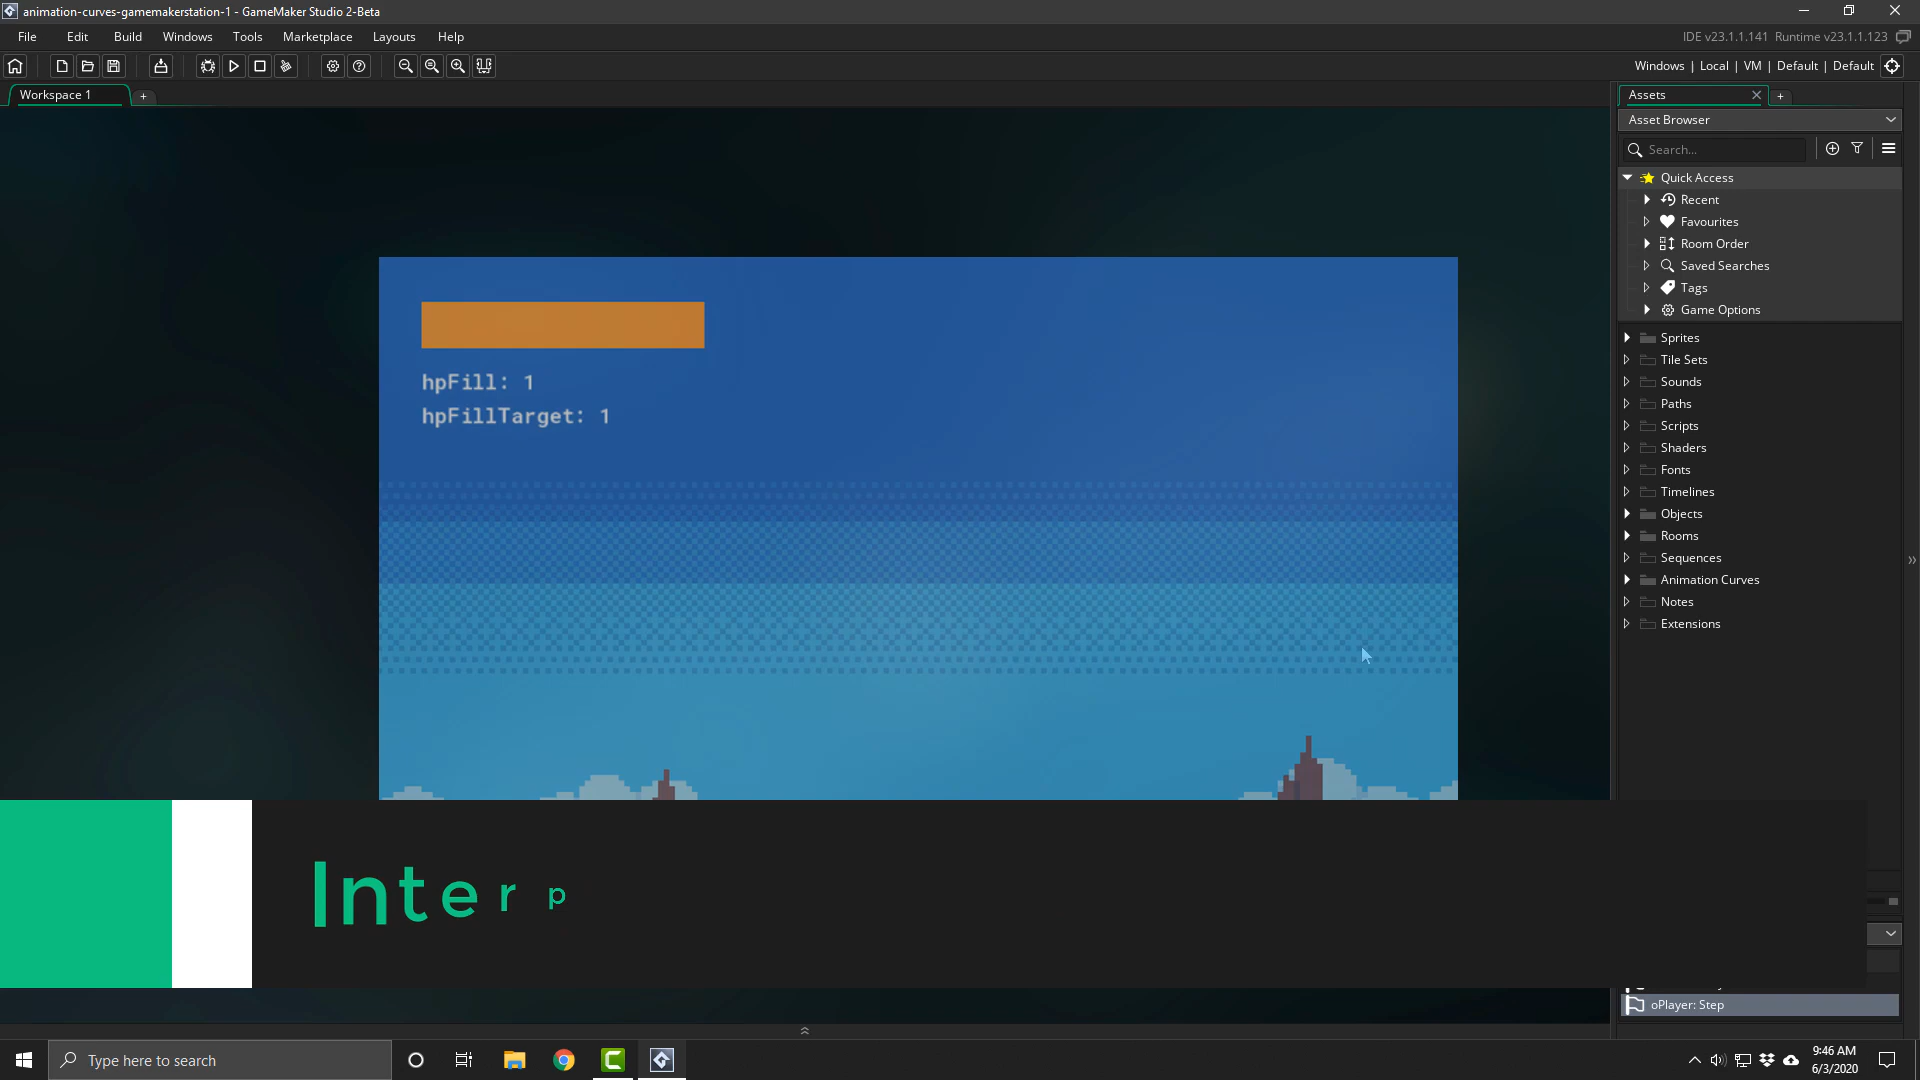 animation-curves-gamemakerstation-1 - GameMaker Studio 2-Beta
File Edit Build Windows Tools Marketplace Layouts Help
IDE v23.1.1.141 Runtime v23.1.1.123
Windows | Local | VM | Default | Default
Workspace 1 +
Assets +
Asset Browser
Search...
Quick Access
Recent
Favourites
Room Order
Saved Searches
Tags
Game Options
Sprites
Tile Sets
Sounds
Paths
Scripts
Shaders
Fonts
Timelines
Objects
Rooms
Sequences
Animation Curves
Notes
Extensions
hpFill: 1
hpFillTarget: 1
Interp
oPlayer: Step
Type here to search
9:46 AM
6/3/2020